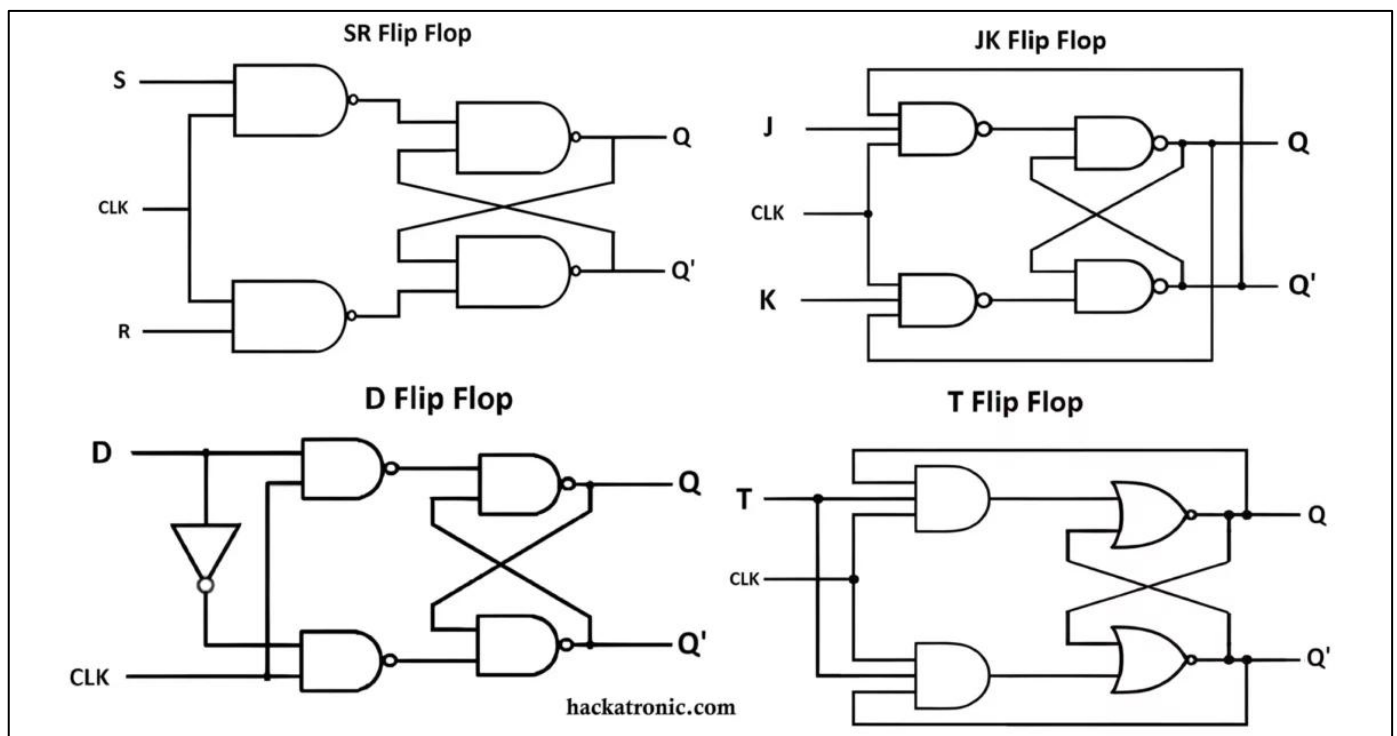 SR Flip Flop
S
CLK
R
Q
Q'
JK Flip Flop
J
CLK
K
Q
Q'
D Flip Flop
D
CLK
Q
Q'
T Flip Flop
T
CLK
Q
Q'
hackatronic.com